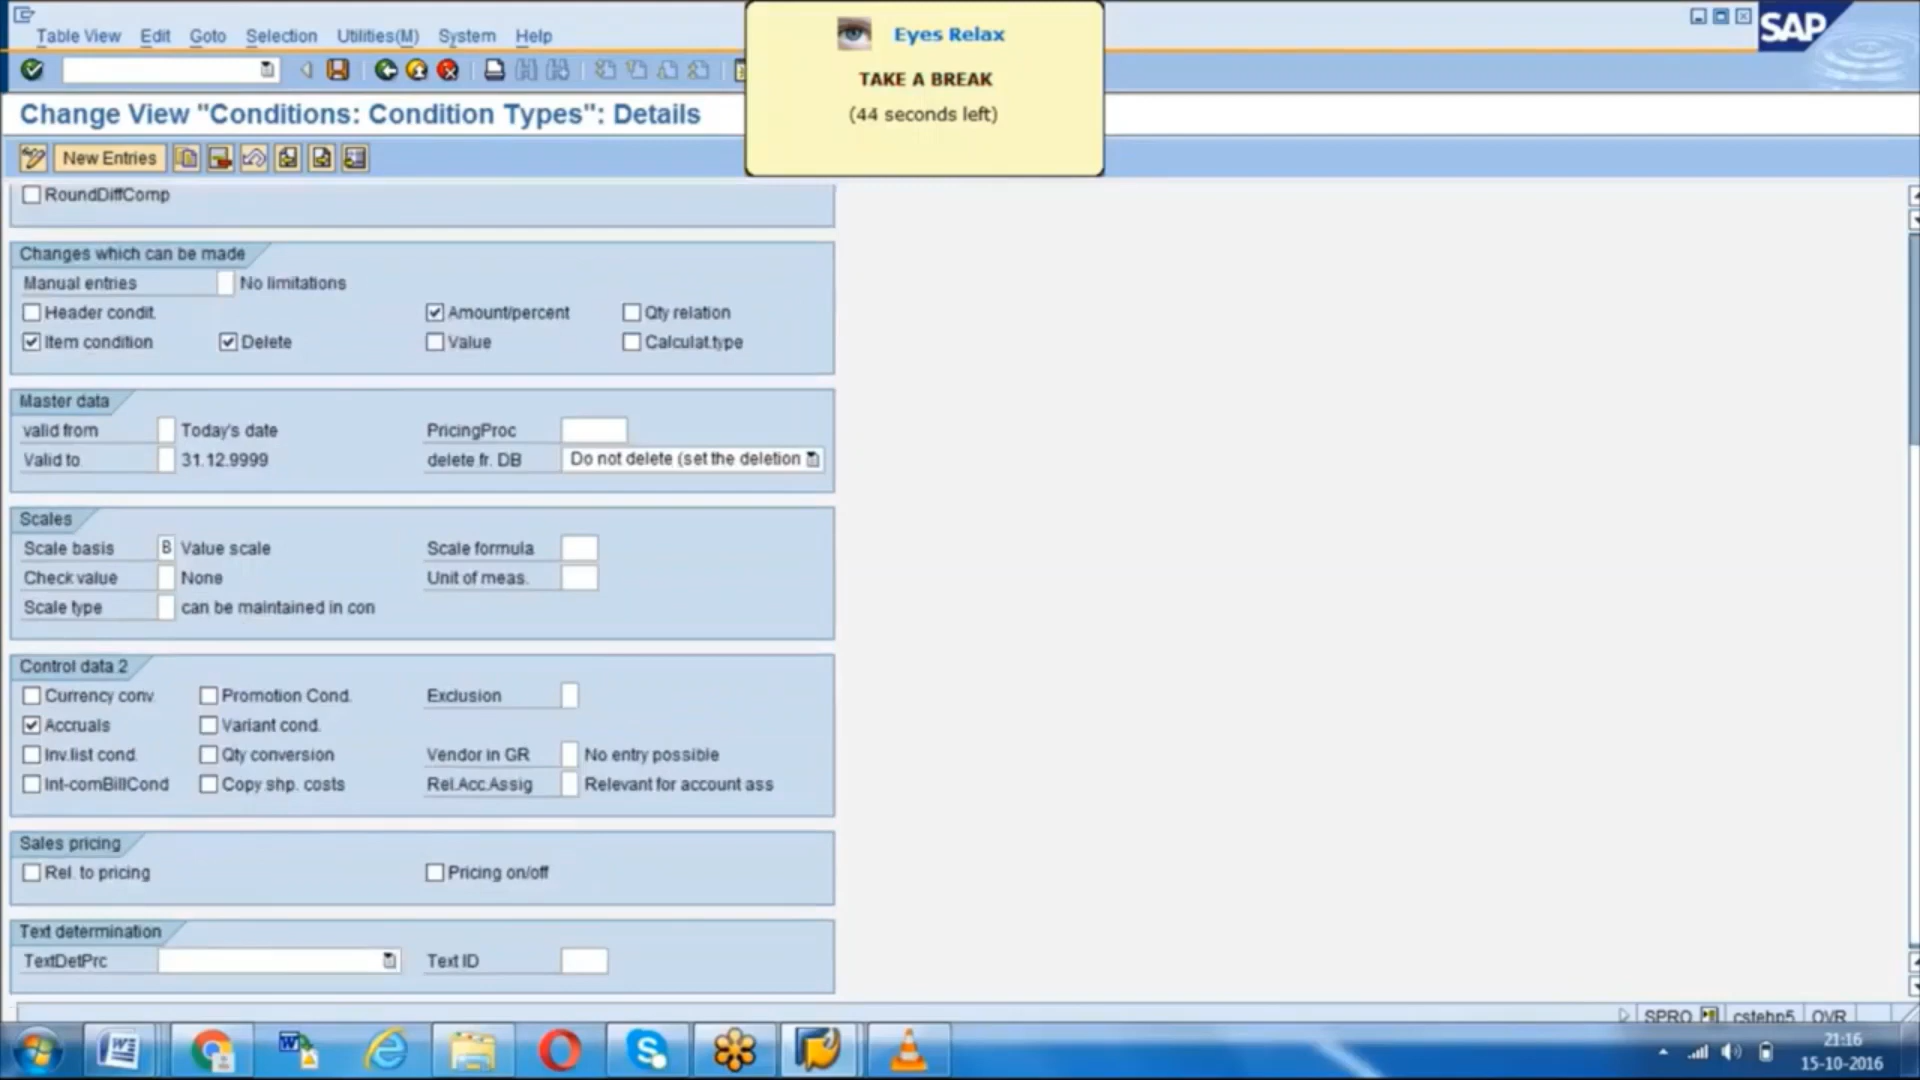 Table View Edit Goto Selection Utilities(M) System Help
Eyes Relax
TAKE A BREAK
(44 seconds left)
SAP
Change View "Conditions: Condition Types": Details
New Entries
RoundDiffComp
Changes which can be made
Manual entries No limitations
Header condit. Amount/percent Qty relation
Item condition Delete Value Calculat.type
Master data
valid from Today's date PricingProc
Valid to 31.12.9999 delete fr. DB Do not delete (set the deletion
Scales
Scale basis B Value scale Scale formula
Check value None Unit of meas.
Scale type can be maintained in con
Control data 2
Currency conv. Promotion Cond. Exclusion
Accruals Variant cond.
Inv.list cond. Qty conversion Vendor in GR No entry possible
Int-comBillCond Copy shp. costs Rel.Acc.Assig Relevant for account ass
Sales pricing
Rel. to pricing Pricing on/off
Text determination
TextDetPrc Text ID
SPRO cstehp5 OVR
21:16
15-10-2016